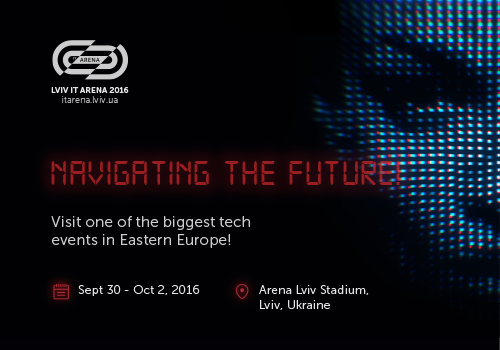 ARENA
LVIV IT ARENA 2016
itarena.lviv.ua
NAVIGATING THE FUTURE!
Visit one of the biggest tech
events in Eastern Europe!
Sept 30 - Oct 2, 2016
Arena Lviv Stadium,
Lviv, Ukraine